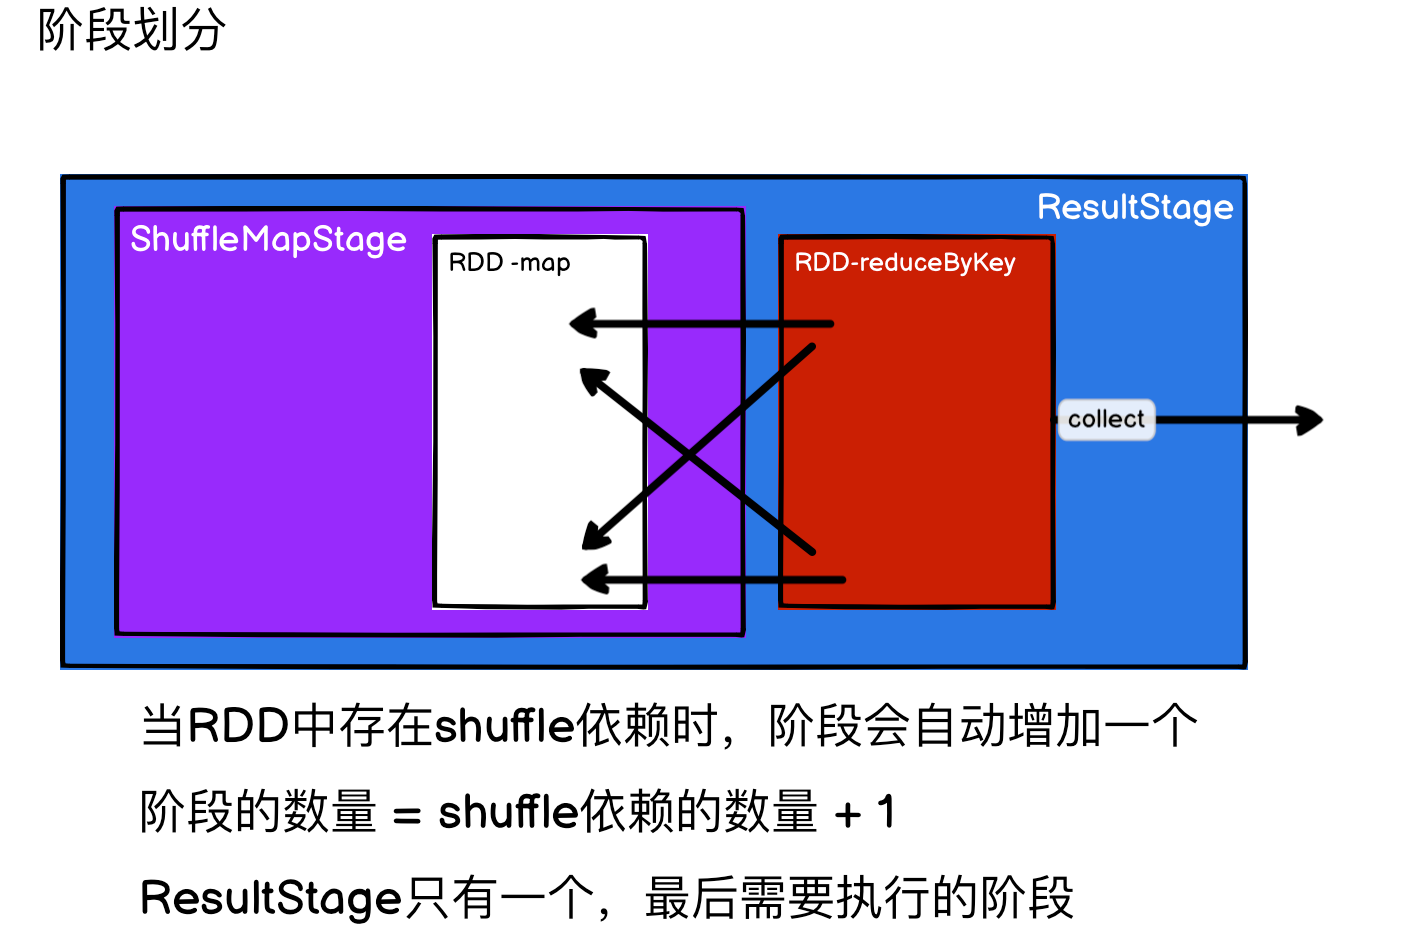 阶段划分
ResultStage
ShuffleMapStage
RDD -map
RDD-reduceByKey
collect
当RDD中存在shuffle依赖时，阶段会自动增加一个
阶段的数量 = shuffle依赖的数量 + 1
ResultStage只有一个，最后需要执行的阶段